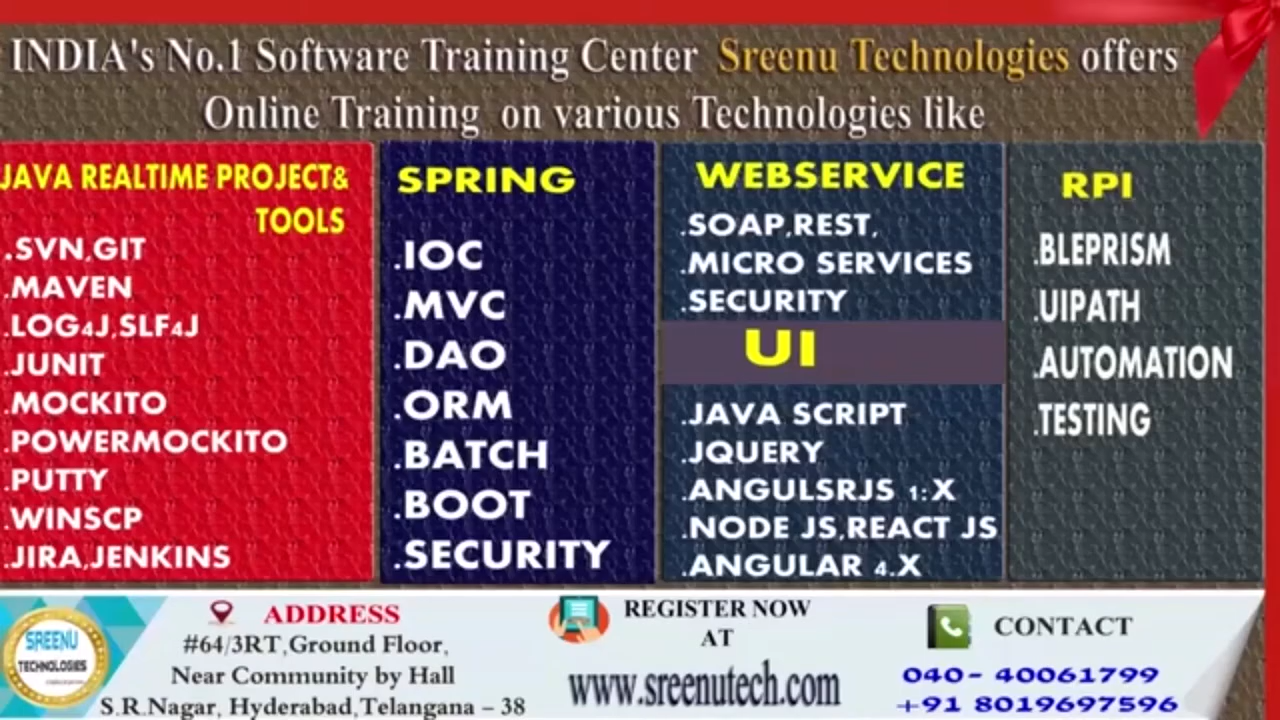 INDIA's No.1 Software Training Center Sreenu Technologies offers
Online Training on various Technologies like
JAVA REALTIME PROJECT&
TOOLS
.SVN,GIT
.MAVEN
.LOG4J,SLF4J
.JUNIT
.MOCKITO
.POWERMOCKITO
.PUTTY
.WINSCP
.JIRA,JENKINS
SPRING
.IOC
.MVC
.DAO
.ORM
.BATCH
.BOOT
.SECURITY
WEBSERVICE
.SOAP,REST,
.MICRO SERVICES
.SECURITY
UI
.JAVA SCRIPT
.JQUERY
.ANGULSRJS 1:X
.NODE JS,REACT JS
.ANGULAR 4.X
RPI
.BLEPRISM
.UIPATH
.AUTOMATION
.TESTING
SREENU
TECHNOLOGIES
ADDRESS
#64/3RT,Ground Floor,
Near Community by Hall
S.R.Nagar, Hyderabad,Telangana – 38
REGISTER NOW
AT
www.sreenutech.com
CONTACT
040- 40061799
+91 8019697596